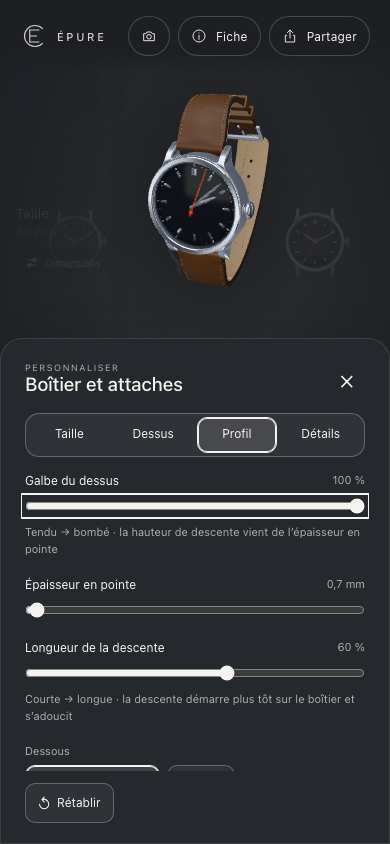 ÉPURE
Fiche
Partager
Taille
40 mm
Dimensions
PERSONNALISER
Boîtier et attaches
Taille
Dessus
Profil
Détails
Galbe du dessus
100 %
Tendu → bombé · la hauteur de descente vient de l'épaisseur en
pointe
Épaisseur en pointe
0,7 mm
Longueur de la descente
60 %
Courte → longue · la descente démarre plus tôt sur le boîtier et
s'adoucit
Dessous
Rétablir